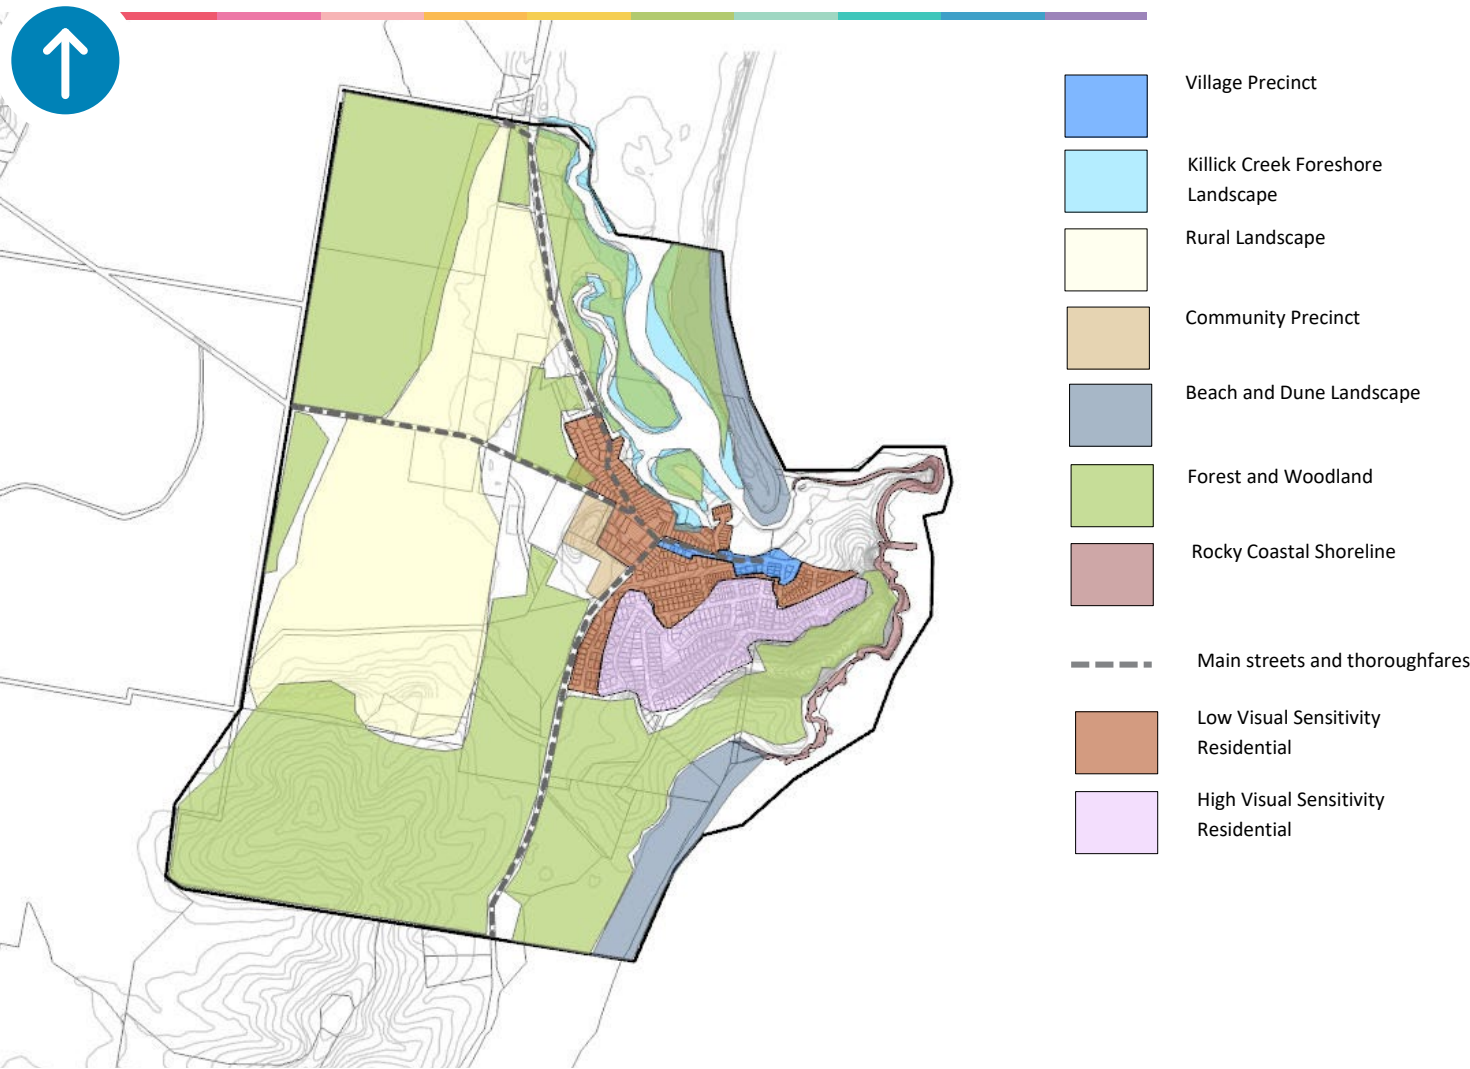 Village Precinct
Killick Creek Foreshore
Landscape
Rural Landscape
Community Precinct
Beach and Dune Landscape
Forest and Woodland
Rocky Coastal Shoreline
Main streets and thoroughfares
Low Visual Sensitivity
Residential
High Visual Sensitivity
Residential